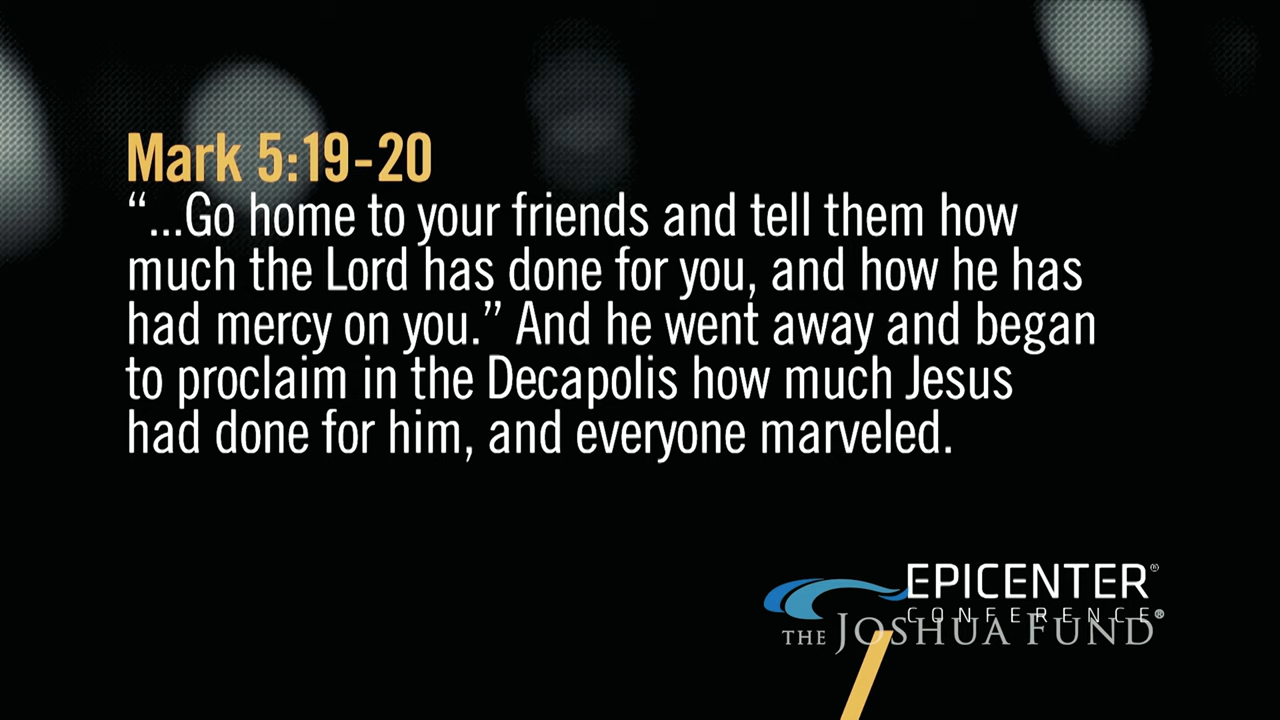 Mark 5:19-20
“...Go home to your friends and tell them how
much the Lord has done for you, and how he has
had mercy on you.” And he went away and began
to proclaim in the Decapolis how much Jesus
had done for him, and everyone marveled.
EPICENTER®
CONFERENCE®
THE JOSHUA FUND